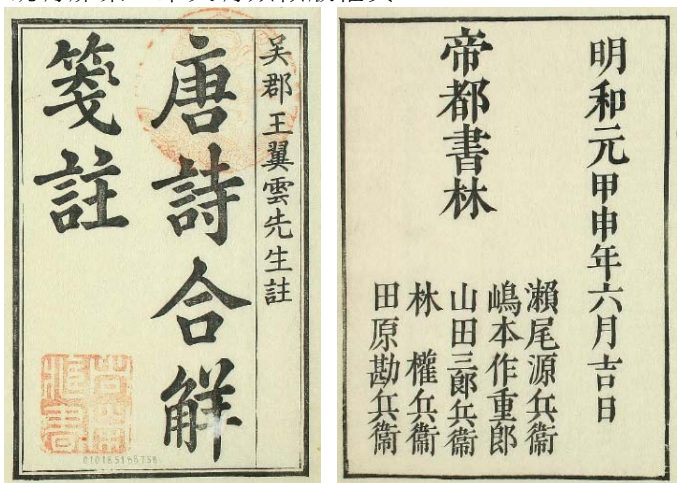 吴郡王翼雲先生註
唐詩合解
箋註
010185186758
明和元甲申年六月吉日
帝都書林
瀨尾源兵衞
嶋本作重郎
山田三郎兵衞
林權兵衞
田原勘兵衞